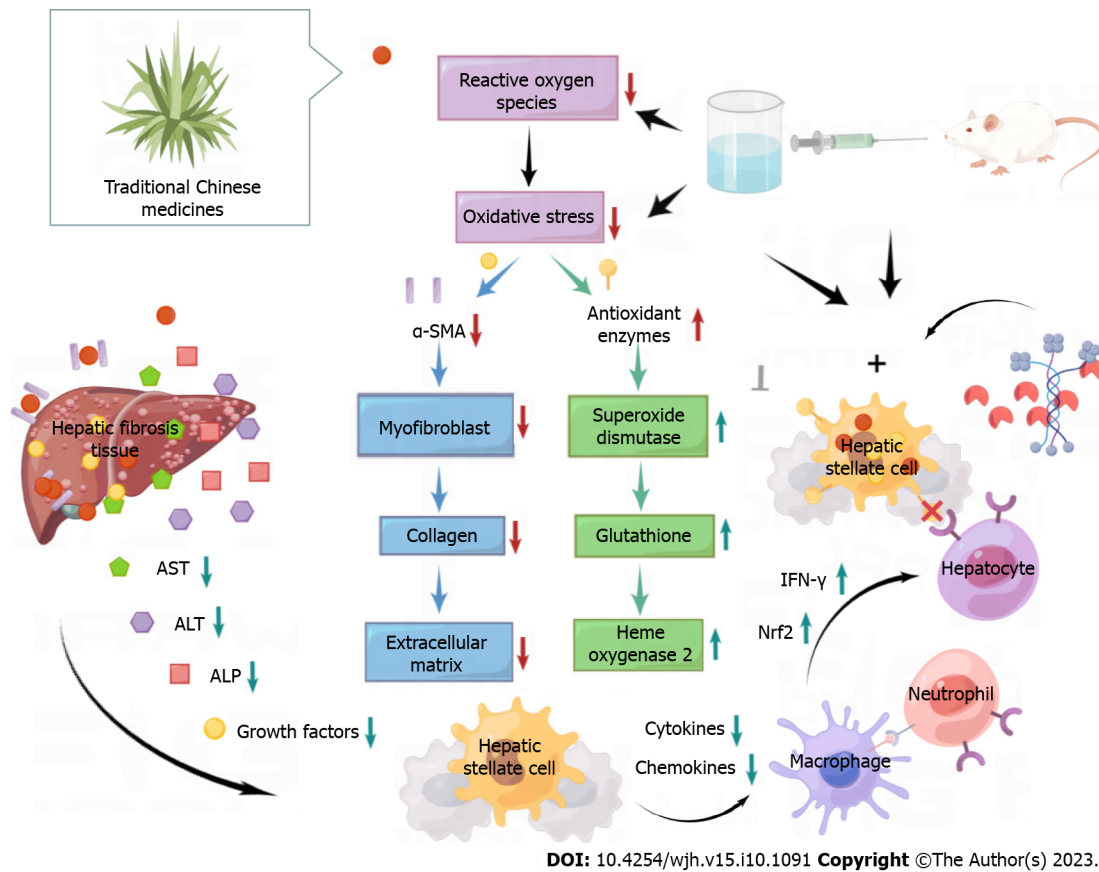 Traditional Chinese
medicines
Reactive oxygen
species
Oxidative stress
α-SMA
Antioxidant
enzymes
Myofibroblast
Superoxide
dismutase
Collagen
Glutathione
Extracellular
matrix
Heme
oxygenase 2
Hepatic fibrosis
tissue
AST
ALT
ALP
Growth factors
Hepatic
stellate cell
Cytokines
Chemokines
+
Hepatic
stellate cell
Hepatocyte
IFN-γ
Nrf2
Neutrophil
Macrophage
DOI: 10.4254/wjh.v15.i10.1091 Copyright ©The Author(s) 2023.